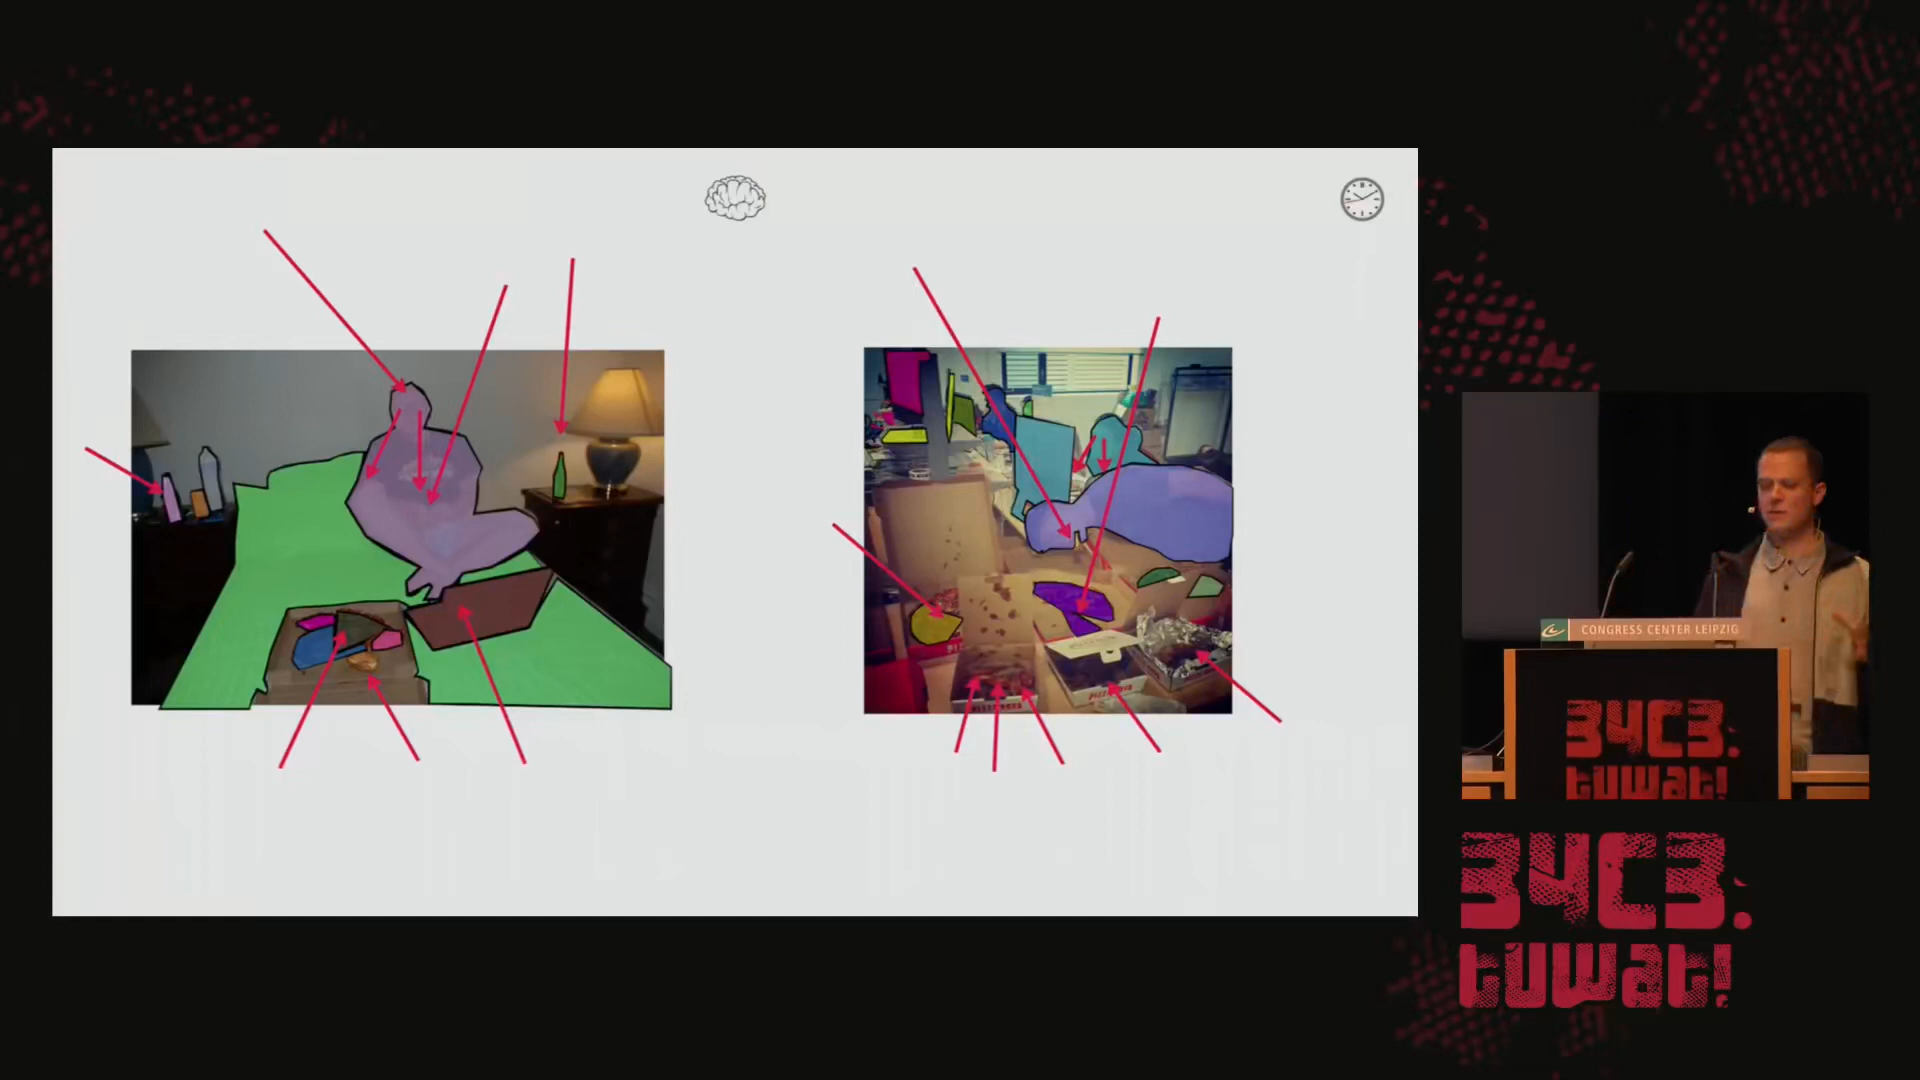 CONGRESS CENTER LEIPZIG
34C3.
tuwat!
34C3.
tuwat!